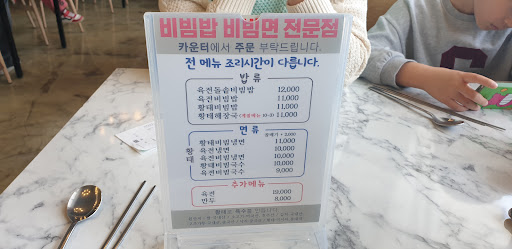 비빔밥 비빔면 전문점
카운터에서 주문 부탁드립니다.
전 메뉴 조리시간이 다릅니다.
밥 류
육전돌솥비빔밥 12,000
육전비빔밥 11,000
황태비빔밥 11,000
황태해장국 11,000
면 류
황태
황태비빔냉면 11,000
육전냉면 10,000
육전비빔냉면 10,000
황태비빔국수 10,000
육전비빔국수 9,000
추가메뉴
육전 19,000
만두 8,000